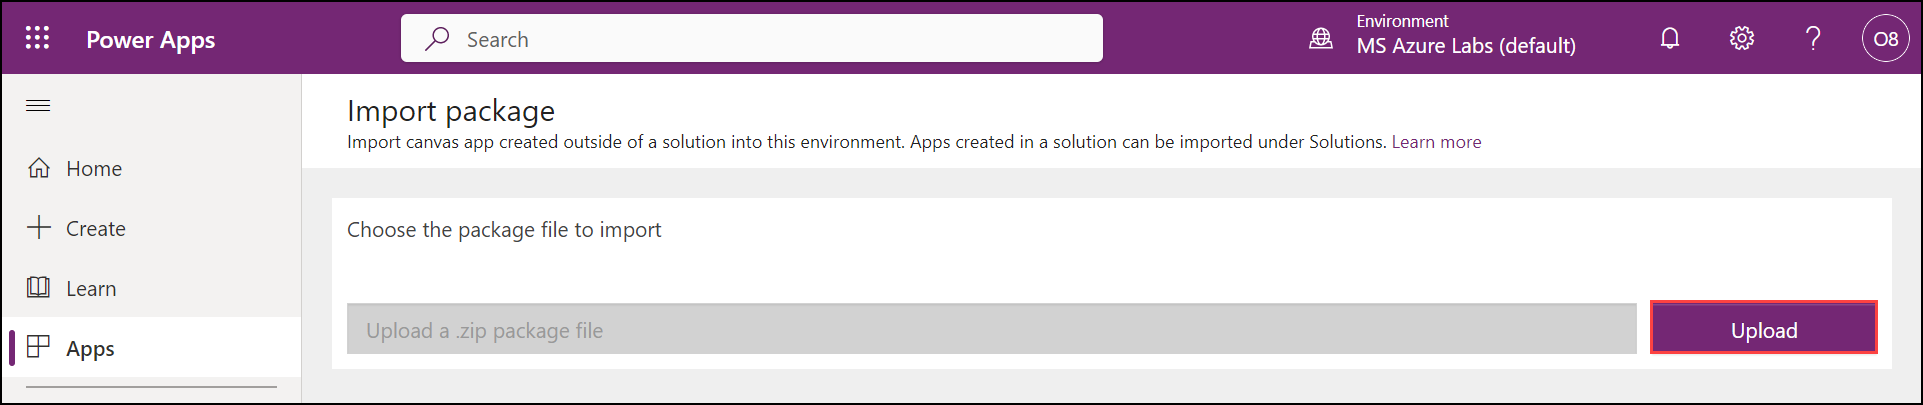 Power Apps
Search
Environment
MS Azure Labs (default)
?
O8
Import package
Import canvas app created outside of a solution into this environment. Apps created in a solution can be imported under Solutions. Learn more
Home
Create
Learn
Apps
Choose the package file to import
Upload a .zip package file
Upload